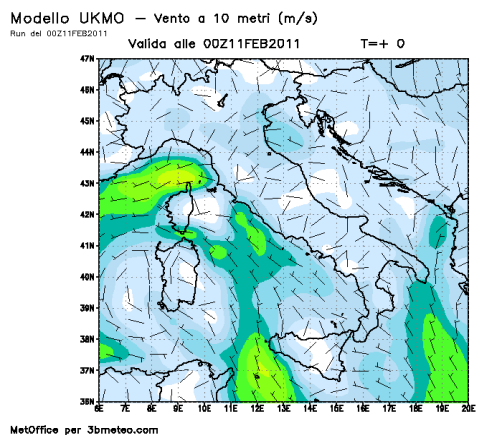 Modello UKMO – Vento a 10 metri (m/s)
Run del 00Z11FEB2011
Valida alle 00Z11FEB2011 T=+ 0
47N
46N
45N
44N
43N
42N
41N
40N
39N
38N
37N
36N
35N
6E 7E 8E 9E 10E 11E 12E 13E 14E 15E 16E 17E 18E 19E 20E
MetOffice per 3bmeteo.com